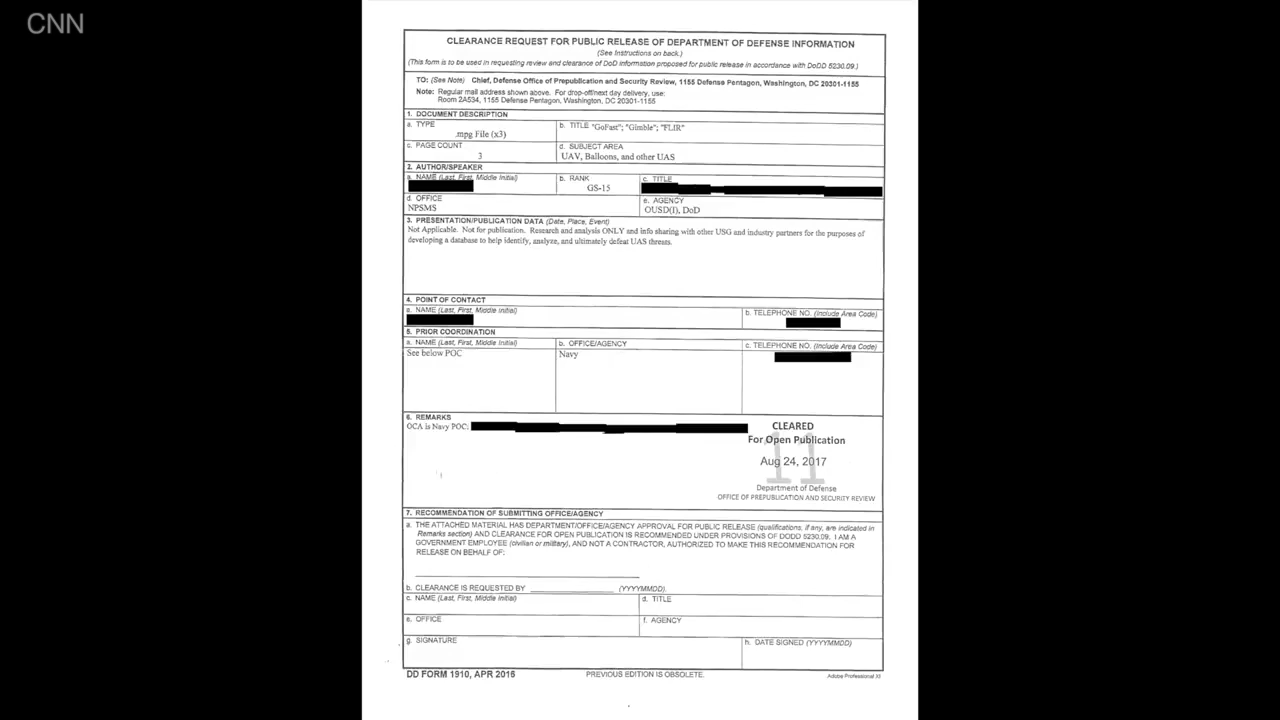 CNN
CLEARANCE REQUEST FOR PUBLIC RELEASE OF DEPARTMENT OF DEFENSE INFORMATION
(See Instructions on back.)
(This form is to be used in requesting review and clearance of DoD information proposed for public release in accordance with DoDD 5230.09.)
TO: (See Note) Chief, Defense Office of Prepublication and Security Review, 1155 Defense Pentagon, Washington, DC 20301-1155
Note: Regular mail address shown above. For drop-off/next day delivery, use:
Room 2A534, 1155 Defense Pentagon, Washington, DC 20301-1155
1. DOCUMENT DESCRIPTION
a. TYPE
.mpg File (x3)
b. TITLE "GoFast"; "Gimble"; "FLIR"
c. PAGE COUNT
3
d. SUBJECT AREA
UAV, Balloons, and other UAS
2. AUTHOR/SPEAKER
a. NAME (Last, First, Middle Initial)
b. RANK
GS-15
c. TITLE
d. OFFICE
NPSMS
e. AGENCY
OUSD(I), DoD
3. PRESENTATION/PUBLICATION DATA (Date, Place, Event)
Not Applicable. Not for publication. Research and analysis ONLY and info sharing with other USG and industry partners for the purposes of
developing a database to help identify, analyze, and ultimately defeat UAS threats.
4. POINT OF CONTACT
a. NAME (Last, First, Middle Initial)
b. TELEPHONE NO. (Include Area Code)
5. PRIOR COORDINATION
a. NAME (Last, First, Middle Initial)
See below POC
b. OFFICE/AGENCY
Navy
c. TELEPHONE NO. (Include Area Code)
6. REMARKS
OCA is Navy POC:
CLEARED
For Open Publication
11
Aug 24, 2017
Department of Defense
OFFICE OF PREPUBLICATION AND SECURITY REVIEW
7. RECOMMENDATION OF SUBMITTING OFFICE/AGENCY
a. THE ATTACHED MATERIAL HAS DEPARTMENT/OFFICE/AGENCY APPROVAL FOR PUBLIC RELEASE (qualifications, if any, are indicated in
Remarks section) AND CLEARANCE FOR OPEN PUBLICATION IS RECOMMENDED UNDER PROVISIONS OF DODD 5230.09. I AM A
GOVERNMENT EMPLOYEE (civilian or military), AND NOT A CONTRACTOR, AUTHORIZED TO MAKE THIS RECOMMENDATION FOR
RELEASE ON BEHALF OF:
b. CLEARANCE IS REQUESTED BY (YYYYMMDD).
c. NAME (Last, First, Middle Initial)
d. TITLE
e. OFFICE
f. AGENCY
g. SIGNATURE
h. DATE SIGNED (YYYYMMDD)
DD FORM 1910, APR 2016
PREVIOUS EDITION IS OBSOLETE.
Adobe Professional XI